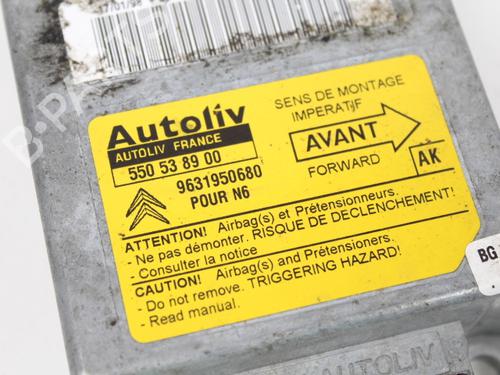 Autoliv
AUTOLIV FRANCE
550 53 89 00
9631950680
POUR N6
SENS DE MONTAGE
IMPERATIF
AVANT
FORWARD
AK
ATTENTION! Airbag(s) et Prétensionneurs.
- Ne pas démonter. RISQUE DE DECLENCHEMENT!
- Consulter la notice
CAUTION! Airbag(s) and Prétensioners.
- Do not remove. TRIGGERING HAZARD!
- Read manual.
BG
AUTOLIV